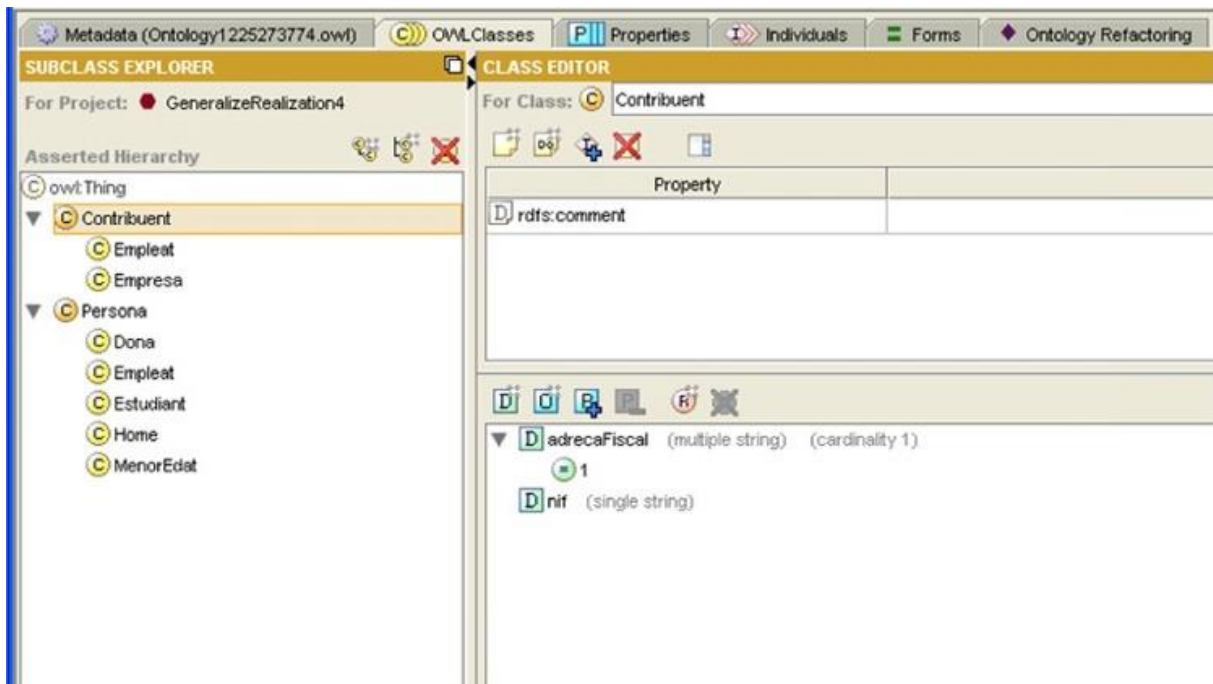 Metadata (Ontology1225273774.owl)
OWLClasses
Properties
Individuals
Forms
Ontology Refactoring
SUBCLASS EXPLORER
For Project: GeneralizeRealization4
Asserted Hierarchy
owl:Thing
Contribuent
Empleat
Empresa
Persona
Dona
Empleat
Estudiant
Home
MenorEdat
CLASS EDITOR
For Class: Contribuent
Property
rdfs:comment
adrecaFiscal (multiple string) (cardinality 1)
1
nif (single string)